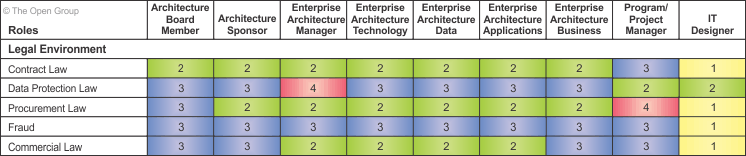 © The Open Group
Roles
Architecture Board Member
Architecture Sponsor
Enterprise Architecture Manager
Enterprise Architecture Technology
Enterprise Architecture Data
Enterprise Architecture Applications
Enterprise Architecture Business
Program/ Project Manager
IT Designer
Legal Environment
Contract Law 2 2 2 2 2 2 2 3 1
Data Protection Law 3 3 4 3 3 3 3 2 2
Procurement Law 3 2 2 2 2 2 2 4 1
Fraud 3 3 3 3 3 3 3 3 1
Commercial Law 3 3 2 2 2 2 3 3 1